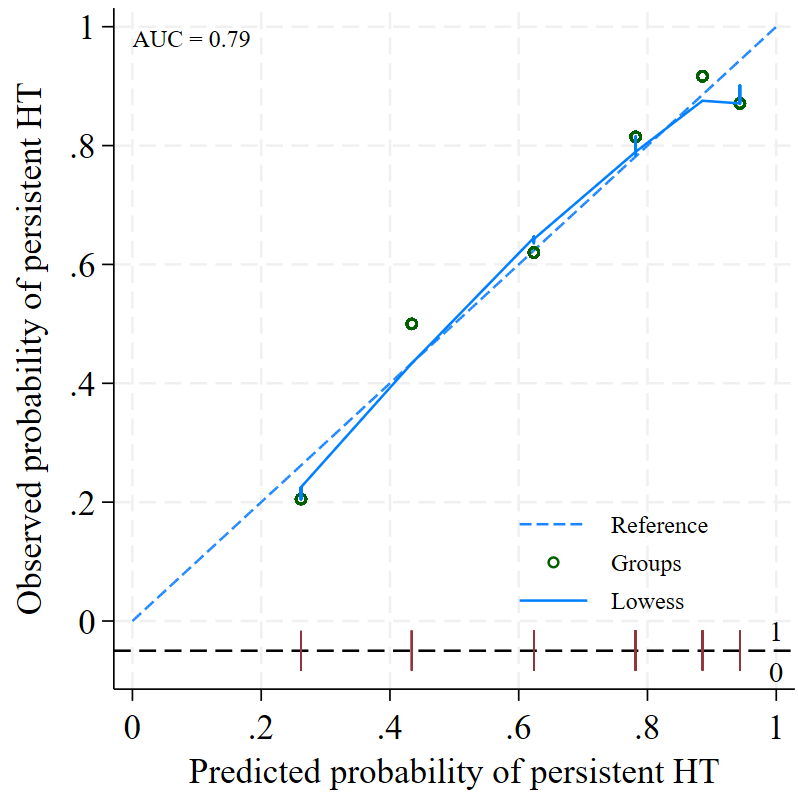 AUC = 0.79
Observed probability of persistent HT
1
.8
.6
.4
.2
0
Reference
Groups
Lowess
1
0
0 .2 .4 .6 .8 1
Predicted probability of persistent HT